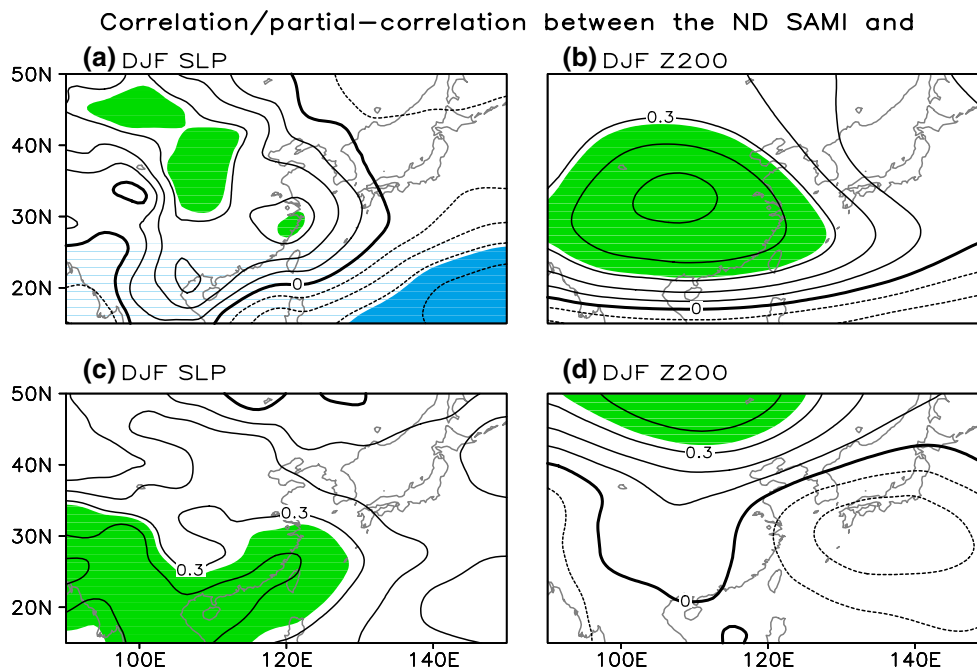 Correlation/partial-correlation between the ND SAMI and
(a) DJF SLP
(b) DJF Z200
50N
40N
30N
20N
0
0.3
0
(c) DJF SLP
(d) DJF Z200
50N
40N
30N
20N
0.3
0.3
0.3
0
100E 120E 140E
100E 120E 140E